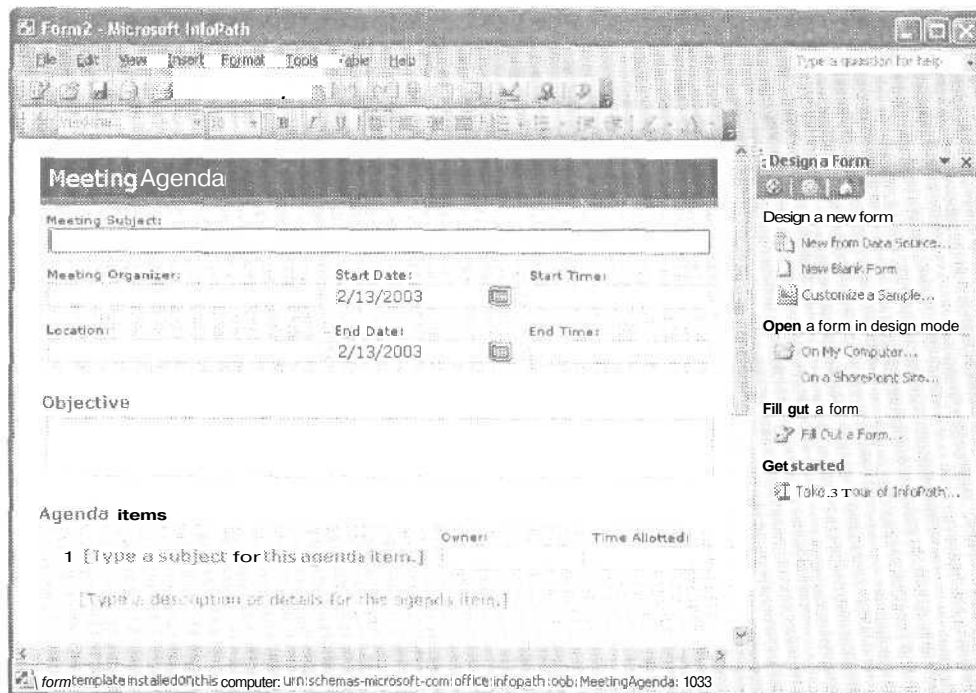 Form2 - Microsoft InfoPath
File Edit View Insert Format Tools Table Help
Type a question for help
Meeting Agenda
Meeting Subject:
Meeting Organizer: Start Date: Start Time:
2/13/2003
Location: End Date: End Time:
2/13/2003
Objective
Agenda items
Owner: Time Allotted:
1 [Type a subject for this agenda item.]
[Type a description or details for this agenda item.]
Design a Form
Design a new form
New from Data Source...
New Blank Form
Customize a Sample...
Open a form in design mode
On My Computer...
On a SharePoint Site...
Fill gut a form
Fill Out a Form...
Get started
Take .3 Tour of InfoPath...
form template installed on this computer: urn:schemas-microsoft-com:office:infopath:oob:MeetingAgenda:1033